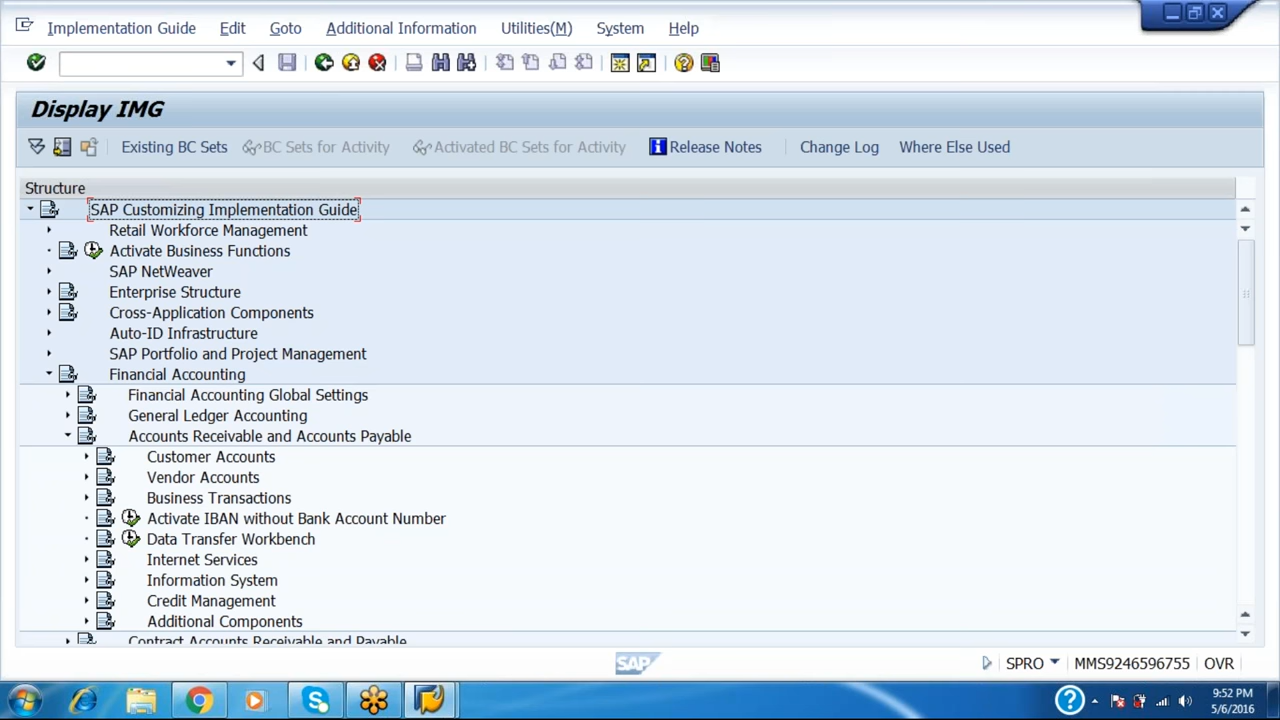 Implementation Guide Edit Goto Additional Information Utilities(M) System Help
Display IMG
Existing BC Sets BC Sets for Activity Activated BC Sets for Activity Release Notes Change Log Where Else Used
Structure
SAP Customizing Implementation Guide
Retail Workforce Management
Activate Business Functions
SAP NetWeaver
Enterprise Structure
Cross-Application Components
Auto-ID Infrastructure
SAP Portfolio and Project Management
Financial Accounting
Financial Accounting Global Settings
General Ledger Accounting
Accounts Receivable and Accounts Payable
Customer Accounts
Vendor Accounts
Business Transactions
Activate IBAN without Bank Account Number
Data Transfer Workbench
Internet Services
Information System
Credit Management
Additional Components
Contract Accounts Receivable and Payable
SAP SPRO MMS9246596755 OVR
9:52 PM
5/6/2016